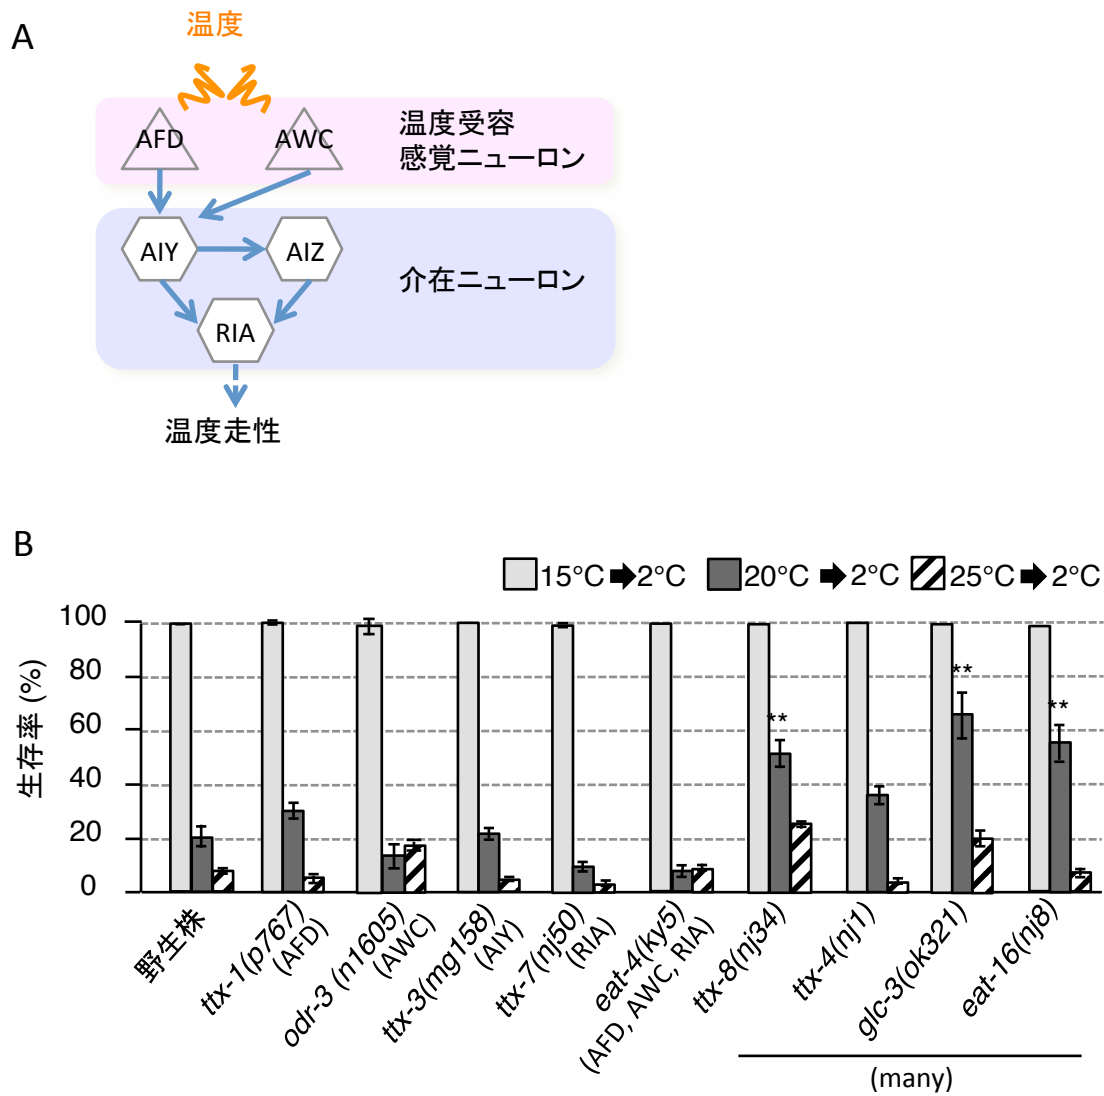 A
温度
AFD
AWC
温度受容
感覚ニューロン
AIY
AIZ
介在ニューロン
RIA
温度走性
B
15°C ➡ 2°C
20°C ➡ 2°C
25°C ➡ 2°C
生存率 (%)
100
80
60
40
20
0
**
**
**
野生株
ttx-1(p767)
(AFD)
odr-3 (n1605)
(AWC)
ttx-3(mg158)
(AIY)
ttx-7(nj50)
(RIA)
eat-4(ky5)
(AFD, AWC, RIA)
ttx-8(nj34)
ttx-4(nj1)
glc-3(ok321)
eat-16(nj8)
(many)